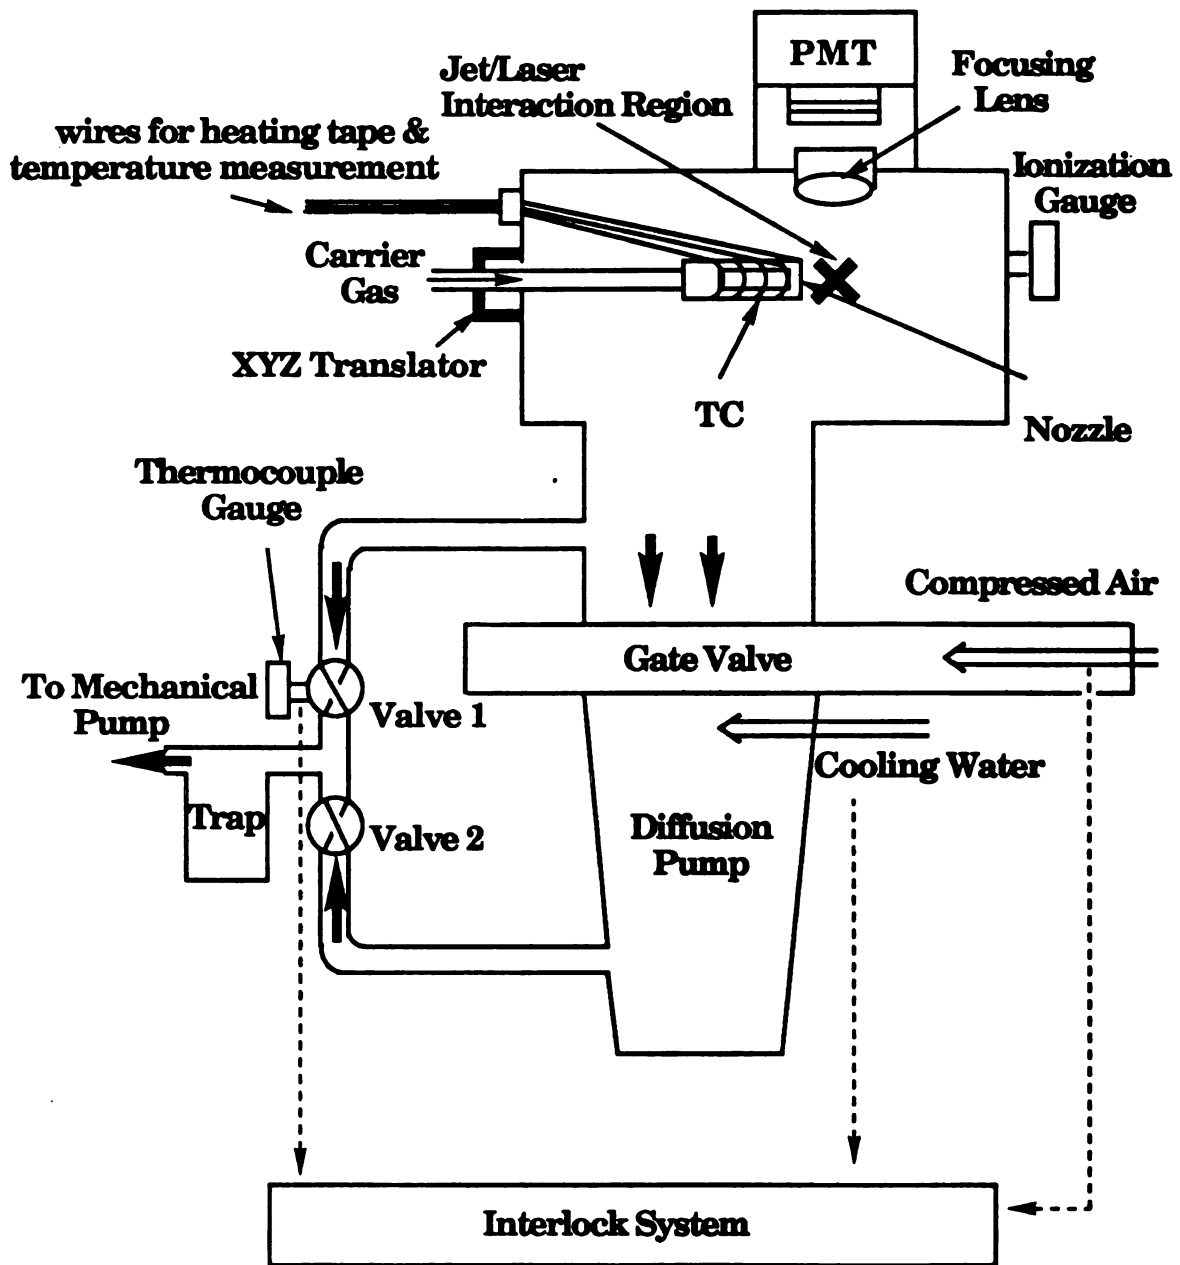 PMT
Jet/Laser
Interaction Region
Focusing
Lens
wires for heating tape &
temperature measurement
Ionization
Gauge
Carrier
Gas
XYZ Translator
TC
Nozzle
Thermocouple
Gauge
Compressed Air
Gate Valve
To Mechanical
Pump
Valve 1
Cooling Water
Trap
Valve 2
Diffusion
Pump
Interlock System